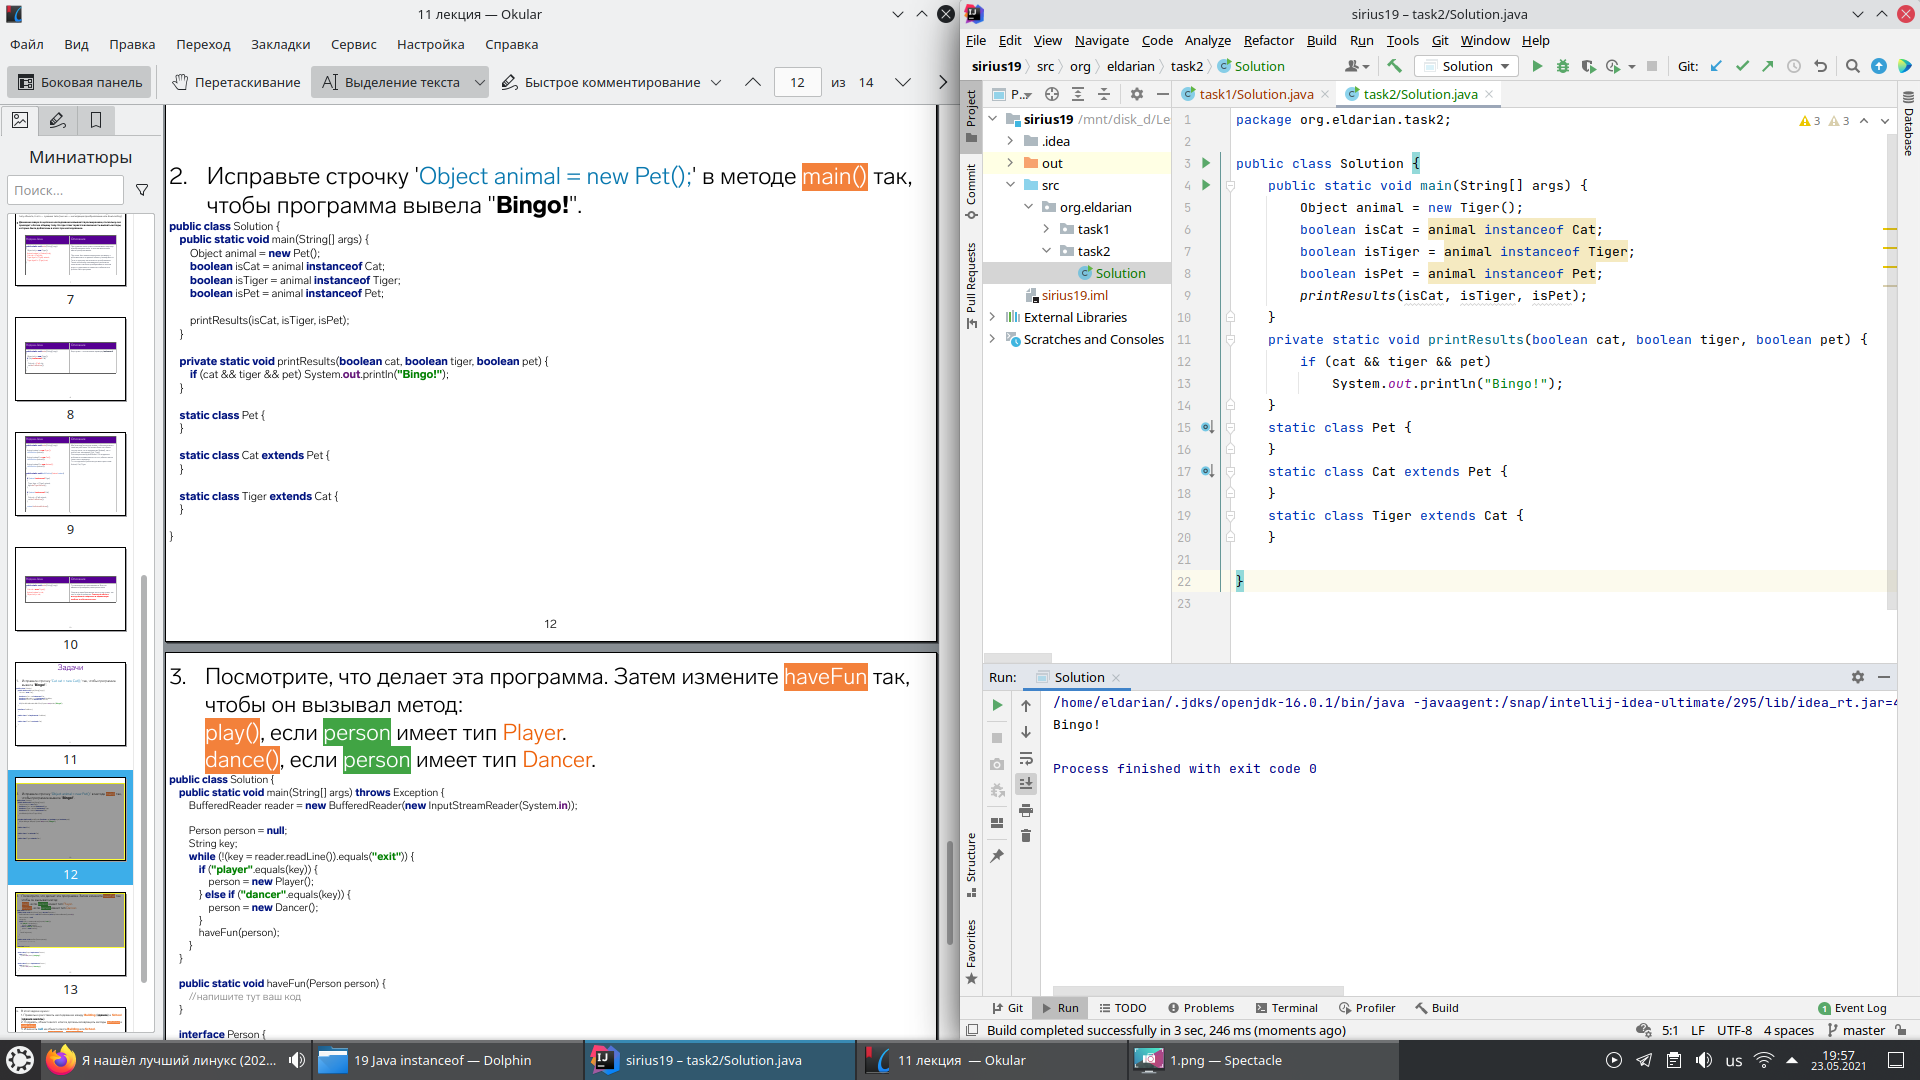 11 лекция — Okular
Файл Вид Правка Переход Закладки Сервис Настройка Справка
Боковая панель Перетаскивание Выделение текста Быстрое комментирование 12 из 14
Миниатюры
Поиск...
7
8
9
10
Задачи
11
12
13
2. Исправьте строчку 'Object animal = new Pet();' в методе main() так,
чтобы программа вывела "Bingo!".
public class Solution {
public static void main(String[] args) {
Object animal = new Pet();
boolean isCat = animal instanceof Cat;
boolean isTiger = animal instanceof Tiger;
boolean isPet = animal instanceof Pet;
printResults(isCat, isTiger, isPet);
}
private static void printResults(boolean cat, boolean tiger, boolean pet) {
if (cat && tiger && pet) System.out.println("Bingo!");
}
static class Pet {
}
static class Cat extends Pet {
}
static class Tiger extends Cat {
}
}
12
3. Посмотрите, что делает эта программа. Затем измените haveFun так,
чтобы он вызывал метод:
play(), если person имеет тип Player.
dance(), если person имеет тип Dancer.
public class Solution {
public static void main(String[] args) throws Exception {
BufferedReader reader = new BufferedReader(new InputStreamReader(System.in));
Person person = null;
String key;
while (!(key = reader.readLine()).equals("exit")) {
if ("player".equals(key)) {
person = new Player();
} else if ("dancer".equals(key)) {
person = new Dancer();
}
haveFun(person);
}
}
public static void haveFun(Person person) {
//напишите тут ваш код
}
interface Person {
sirius19 – task2/Solution.java
File Edit View Navigate Code Analyze Refactor Build Run Tools Git Window Help
sirius19 src org eldarian task2 Solution Solution Git:
Project
Commit
Pull Requests
Structure
Favorites
Database
P.. task1/Solution.java task2/Solution.java
sirius19 /mnt/disk_d/Le
.idea
out
src
org.eldarian
task1
task2
Solution
sirius19.iml
External Libraries
Scratches and Consoles
3 3
1 package org.eldarian.task2;
2
3 public class Solution {
4 public static void main(String[] args) {
5 Object animal = new Tiger();
6 boolean isCat = animal instanceof Cat;
7 boolean isTiger = animal instanceof Tiger;
8 boolean isPet = animal instanceof Pet;
9 printResults(isCat, isTiger, isPet);
10 }
11 private static void printResults(boolean cat, boolean tiger, boolean pet) {
12 if (cat && tiger && pet)
13 System.out.println("Bingo!");
14 }
15 static class Pet {
16 }
17 static class Cat extends Pet {
18 }
19 static class Tiger extends Cat {
20 }
21
22 }
23
Run: Solution
/home/eldarian/.jdks/openjdk-16.0.1/bin/java -javaagent:/snap/intellij-idea-ultimate/295/lib/idea_rt.jar=4
Bingo!
Process finished with exit code 0
Git Run TODO Problems Terminal Profiler Build 1 Event Log
Build completed successfully in 3 sec, 246 ms (moments ago) 5:1 LF UTF-8 4 spaces master
Я нашёл лучший линукс (202... 19 Java instanceof — Dolphin sirius19 – task2/Solution.java 11 лекция — Okular 1.png — Spectacle us 19:57
23.05.2021